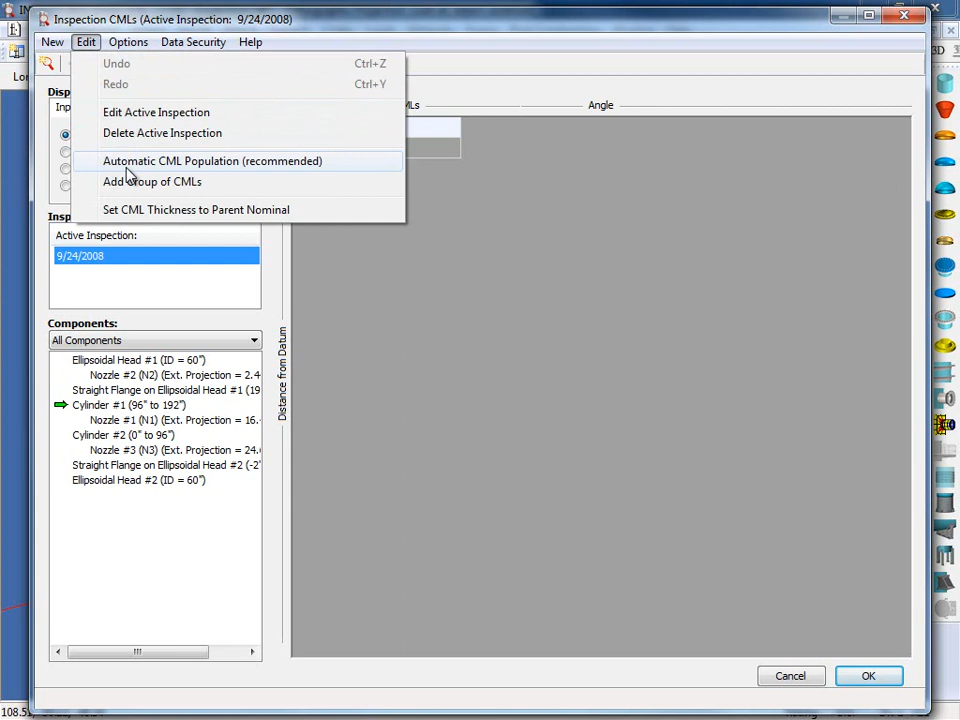 Inspection CMLs (Active Inspection: 9/24/2008)
New Edit Options Data Security Help
Undo Ctrl+Z
Redo Ctrl+Y
Edit Active Inspection
Delete Active Inspection
Automatic CML Population (recommended)
Add Group of CMLs
Set CML Thickness to Parent Nominal
Angle
Active Inspection:
9/24/2008
Components:
All Components
Ellipsoidal Head #1 (ID = 60")
Nozzle #2 (N2) (Ext. Projection = 2.4
Straight Flange on Ellipsoidal Head #1 (19
Cylinder #1 (96" to 192")
Nozzle #1 (N1) (Ext. Projection = 16.
Cylinder #2 (0" to 96")
Nozzle #3 (N3) (Ext. Projection = 24.
Straight Flange on Ellipsoidal Head #2 (-2"
Ellipsoidal Head #2 (ID = 60")
Distance from Datum
Cancel OK